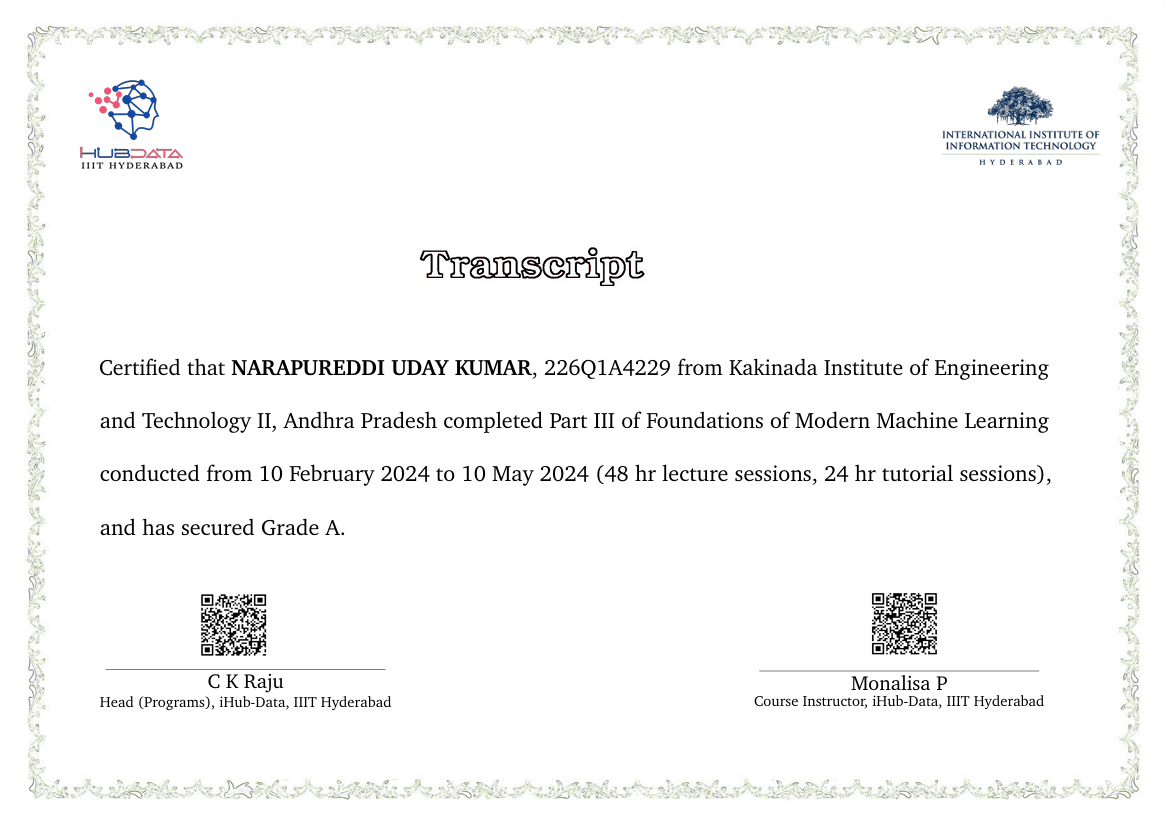 HUBDATA
IIIT HYDERABAD
INTERNATIONAL INSTITUTE OF
INFORMATION TECHNOLOGY
HYDERABAD
Transcript
Certified that NARAPUREDDI UDAY KUMAR, 226Q1A4229 from Kakinada Institute of Engineering
and Technology II, Andhra Pradesh completed Part III of Foundations of Modern Machine Learning
conducted from 10 February 2024 to 10 May 2024 (48 hr lecture sessions, 24 hr tutorial sessions),
and has secured Grade A.
C K Raju
Head (Programs), iHub-Data, IIIT Hyderabad
Monalisa P
Course Instructor, iHub-Data, IIIT Hyderabad